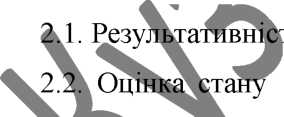 2.1. Результативніст
2.2. Оцінка стану